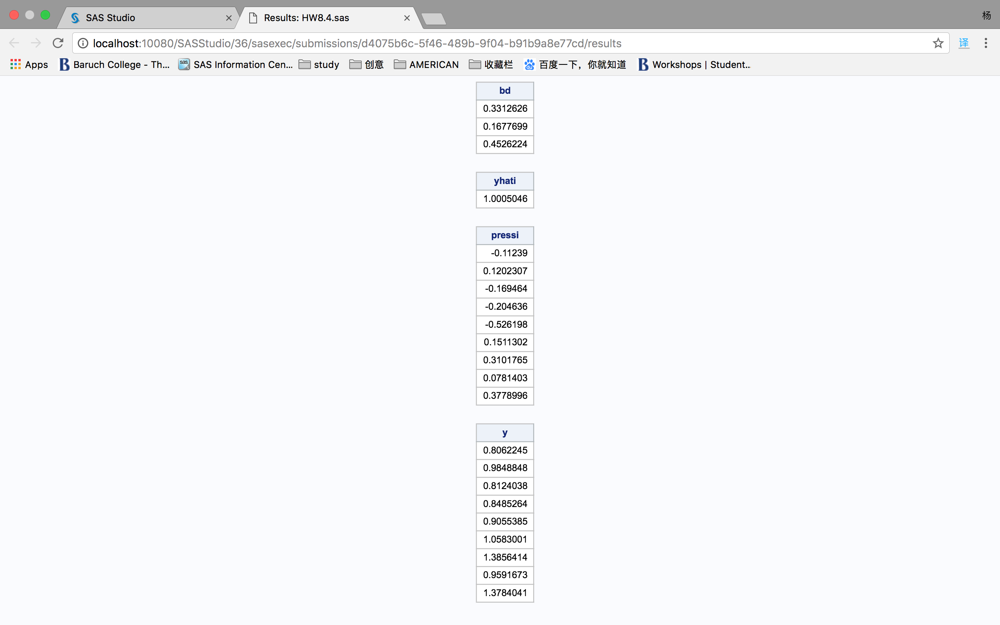 SAS Studio
Results: HW8.4.sas
杨
localhost:10080/SASStudio/36/sasexec/submissions/d4075b6c-5f46-489b-9f04-b91b9a8e77cd/results
译
Apps
Baruch College - Th...
sas
SAS Information Cen...
study
创意
AMERICAN
收藏栏
du
百度一下，你就知道
Workshops | Student...
bd
0.3312626
0.1677699
0.4526224
yhati
1.0005046
pressi
-0.11239
0.1202307
-0.169464
-0.204636
-0.526198
0.1511302
0.3101765
0.0781403
0.3778996
y
0.8062245
0.9848848
0.8124038
0.8485264
0.9055385
1.0583001
1.3856414
0.9591673
1.3784041